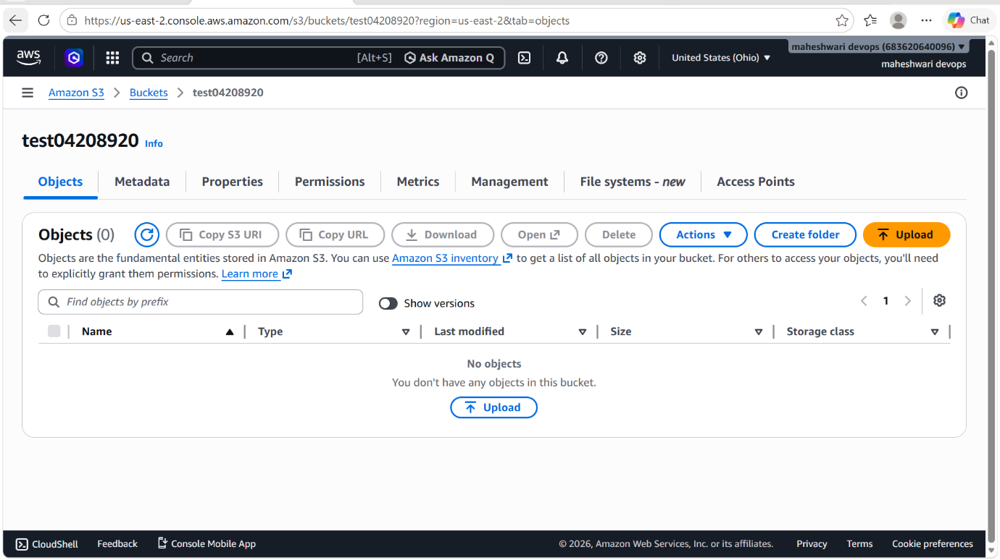 https://us-east-2.console.aws.amazon.com/s3/buckets/test04208920?region=us-east-2&tab=objects
Chat
aws
Search
[Alt+S]
Ask Amazon Q
United States (Ohio)
maheshwari devops (683620640096)
maheshwari devops
Amazon S3 > Buckets > test04208920
test04208920 Info
Objects
Metadata
Properties
Permissions
Metrics
Management
File systems - new
Access Points
Objects (0)
Copy S3 URI
Copy URL
Download
Open
Delete
Actions
Create folder
Upload
Objects are the fundamental entities stored in Amazon S3. You can use Amazon S3 inventory to get a list of all objects in your bucket. For others to access your objects, you'll need
to explicitly grant them permissions. Learn more
Find objects by prefix
Show versions
1
Name
Type
Last modified
Size
Storage class
No objects
You don't have any objects in this bucket.
Upload
CloudShell
Feedback
Console Mobile App
© 2026, Amazon Web Services, Inc. or its affiliates.
Privacy
Terms
Cookie preferences